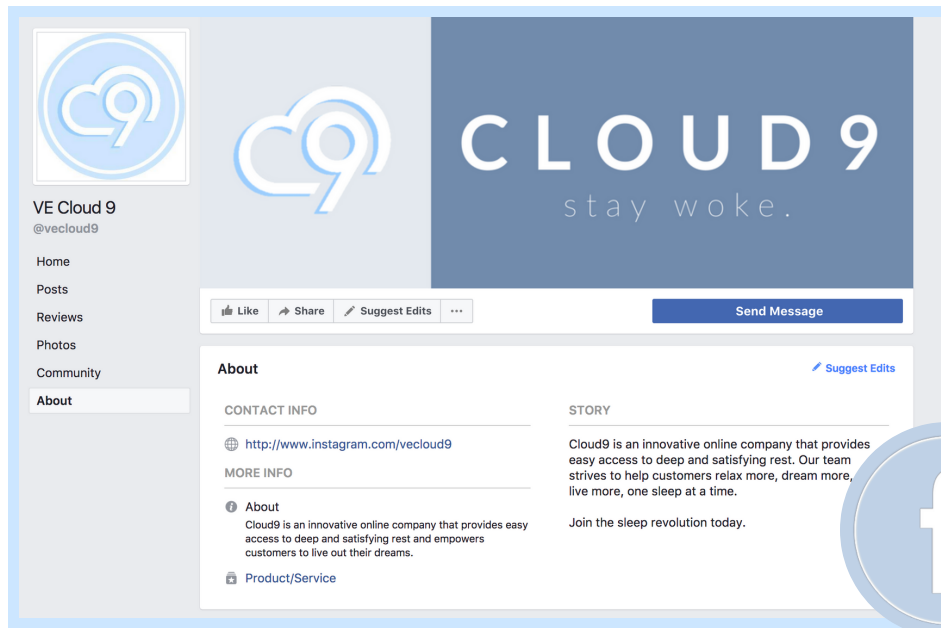 VE Cloud 9
@vecloud9
Home
Posts
Reviews
Photos
Community
About
9
CLOUD9
stay woke.
Like Share Suggest Edits ...
Send Message
About
Suggest Edits
CONTACT INFO
http://www.instagram.com/vecloud9
MORE INFO
About
Cloud9 is an innovative online company that provides easy
access to deep and satisfying rest and empowers
customers to live out their dreams.
Product/Service
STORY
Cloud9 is an innovative online company that provides
easy access to deep and satisfying rest. Our team
strives to help customers relax more, dream more,
live more, one sleep at a time.
Join the sleep revolution today.
f